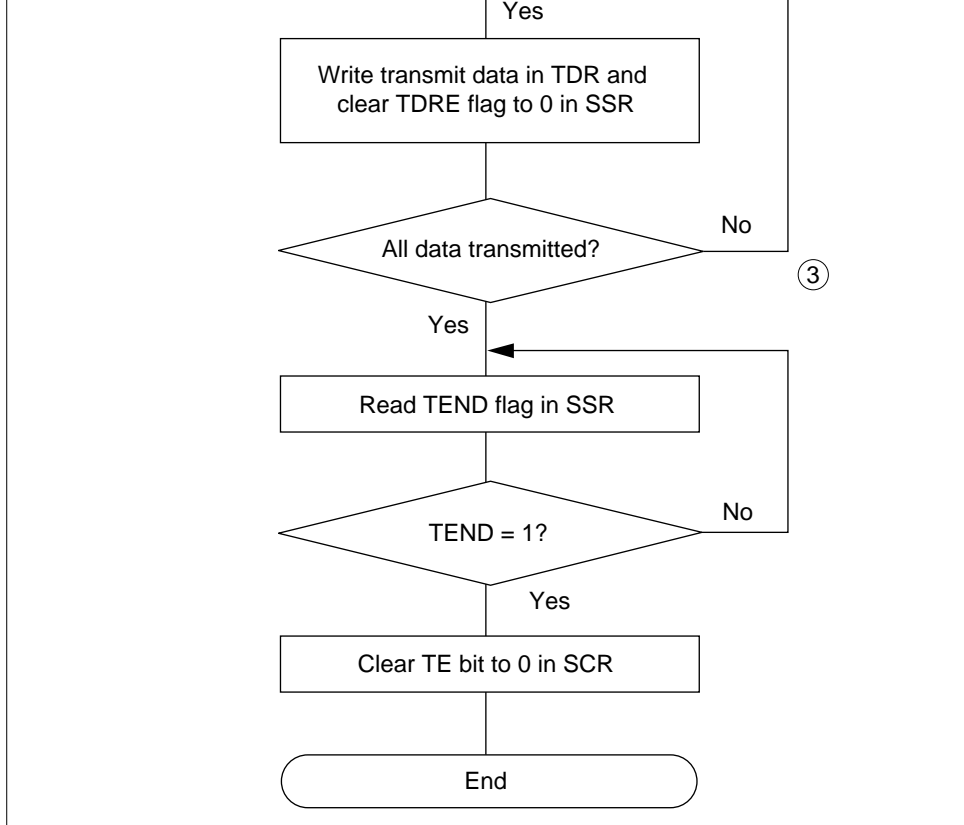 Yes
Write transmit data in TDR and
clear TDRE flag to 0 in SSR
All data transmitted?
No
③
Yes
Read TEND flag in SSR
TEND = 1?
No
Yes
Clear TE bit to 0 in SCR
End